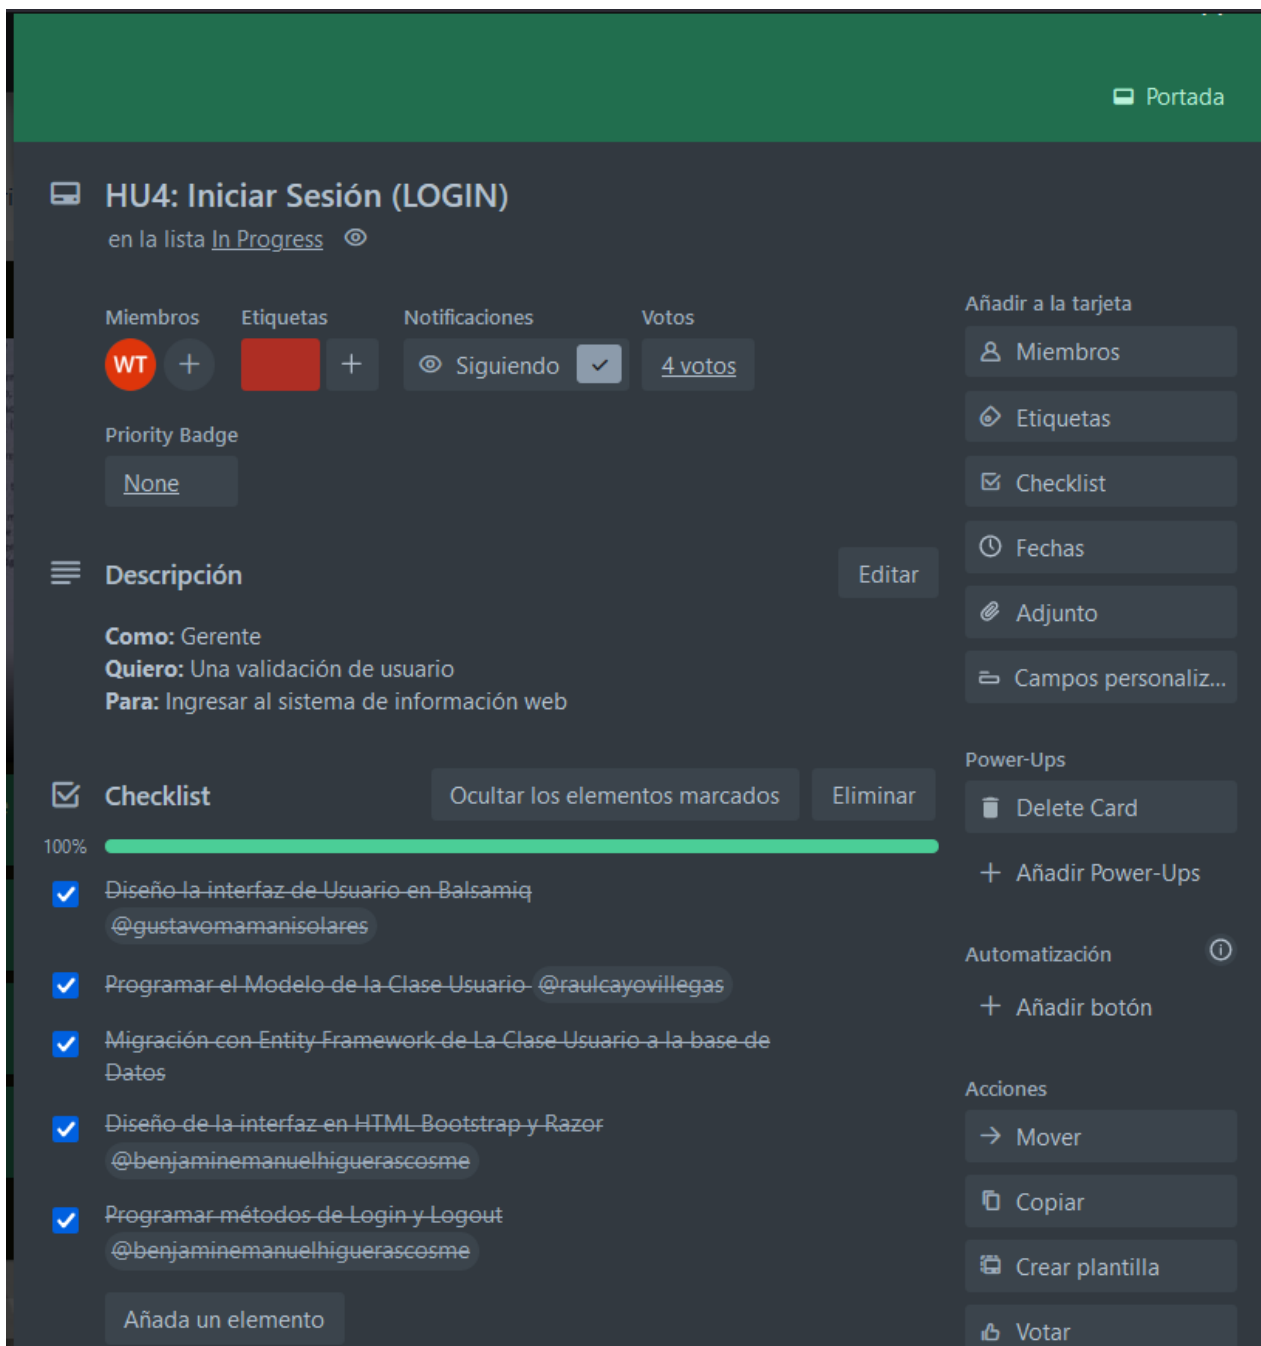 Portada
HU4: Iniciar Sesión (LOGIN)
en la lista In Progress
Miembros
Etiquetas
Notificaciones
Votos
WT
Siguiendo
4 votos
Priority Badge
None
Descripción
Editar
Como: Gerente
Quiero: Una validación de usuario
Para: Ingresar al sistema de información web
Checklist
Ocultar los elementos marcados
Eliminar
100%
Diseño la interfaz de Usuario en Balsamiq
@gustavomamanisolares
Programar el Modelo de la Clase Usuario @raulcayovillegas
Migración con Entity Framework de La Clase Usuario a la base de
Datos
Diseño de la interfaz en HTML Bootstrap y Razor
@benjaminemanuelhiguerascosme
Programar métodos de Login y Logout
@benjaminemanuelhiguerascosme
Añada un elemento
Añadir a la tarjeta
Miembros
Etiquetas
Checklist
Fechas
Adjunto
Campos personaliz...
Power-Ups
Delete Card
+ Añadir Power-Ups
Automatización
+ Añadir botón
Acciones
Mover
Copiar
Crear plantilla
Votar